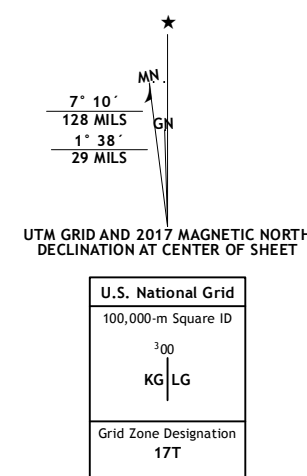 ★
MN
7° 10´
128 MILS
GN
1° 38´
29 MILS
UTM GRID AND 2017 MAGNETIC NORTH
DECLINATION AT CENTER OF SHEET
U.S. National Grid
100,000-m Square ID
³00
KG LG
Grid Zone Designation
17T